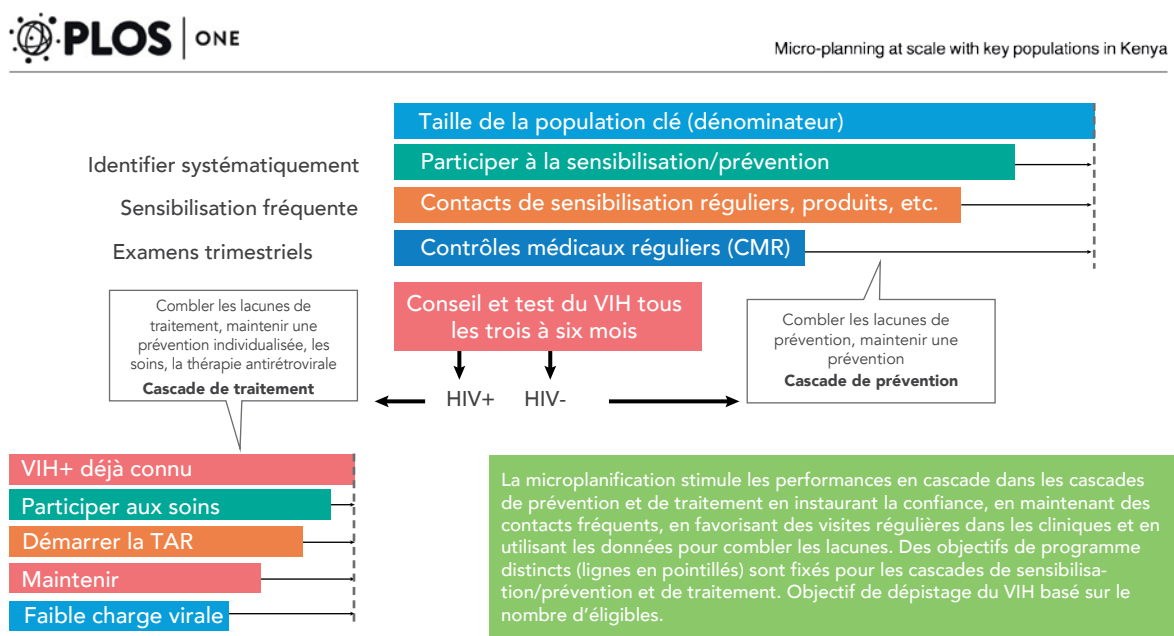 PLOS ONE
Micro-planning at scale with key populations in Kenya
Taille de la population clé (dénominateur)
Identifier systématiquement
Participer à la sensibilisation/prévention
Sensibilisation fréquente
Contacts de sensibilisation réguliers, produits, etc.
Examens trimestriels
Contrôles médicaux réguliers (CMR)
Combler les lacunes de
traitement, maintenir une
prévention individualisée, les
soins, la thérapie antirétrovirale
Cascade de traitement
Conseil et test du VIH tous
les trois à six mois
Combler les lacunes de
prévention, maintenir une
prévention
Cascade de prévention
HIV+
HIV-
VIH+ déjà connu
Participer aux soins
Démarrer la TAR
Maintenir
Faible charge virale
La microplanification stimule les performances en cascade dans les cascades
de prévention et de traitement en instaurant la confiance, en maintenant des
contacts fréquents, en favorisant des visites régulières dans les cliniques et en
utilisant les données pour combler les lacunes. Des objectifs de programme
distincts (lignes en pointillés) sont fixés pour les cascades de sensibilisa-
tion/prévention et de traitement. Objectif de dépistage du VIH basé sur le
nombre d'éligibles.